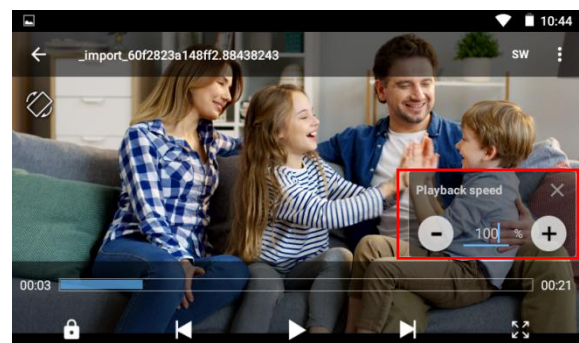 10:44
_import_60f2823a148ff2.88438243
SW
Playback speed
- 100 % +
00:03
00:21